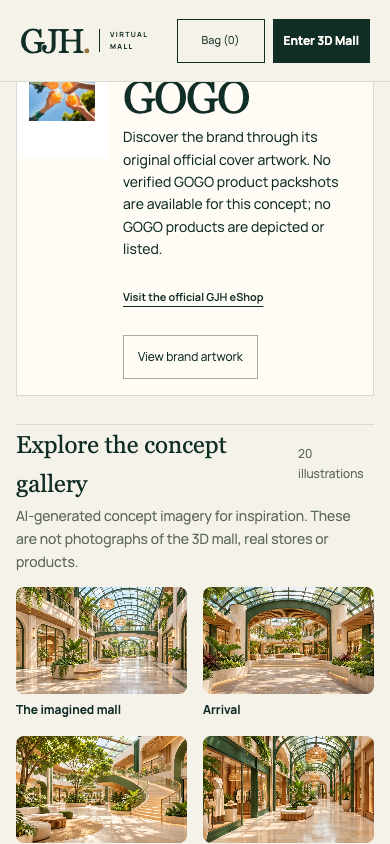 GJH.
VIRTUAL
MALL
Bag (0)
Enter 3D Mall
GOGO
Discover the brand through its
original official cover artwork. No
verified GOGO product packshots
are available for this concept; no
GOGO products are depicted or
listed.
Visit the official GJH eShop
View brand artwork
Explore the concept
gallery
20
illustrations
AI-generated concept imagery for inspiration. These
are not photographs of the 3D mall, real stores or
products.
The imagined mall
Arrival